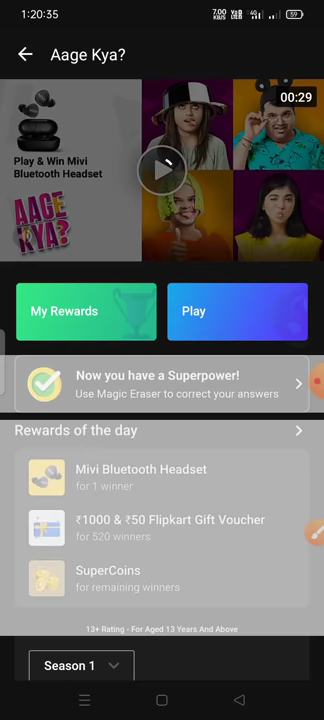 1:20:35
7.00 KB/S
4G
59
Aage Kya?
00:29
Play & Win Mivi
Bluetooth Headset
AAGE
KYA?
My Rewards
Play
Now you have a Superpower!
Use Magic Eraser to correct your answers
Rewards of the day
Mivi Bluetooth Headset
for 1 winner
₹1000 & ₹50 Flipkart Gift Voucher
for 520 winners
SuperCoins
for remaining winners
13+ Rating - For Aged 13 Years And Above
Season 1